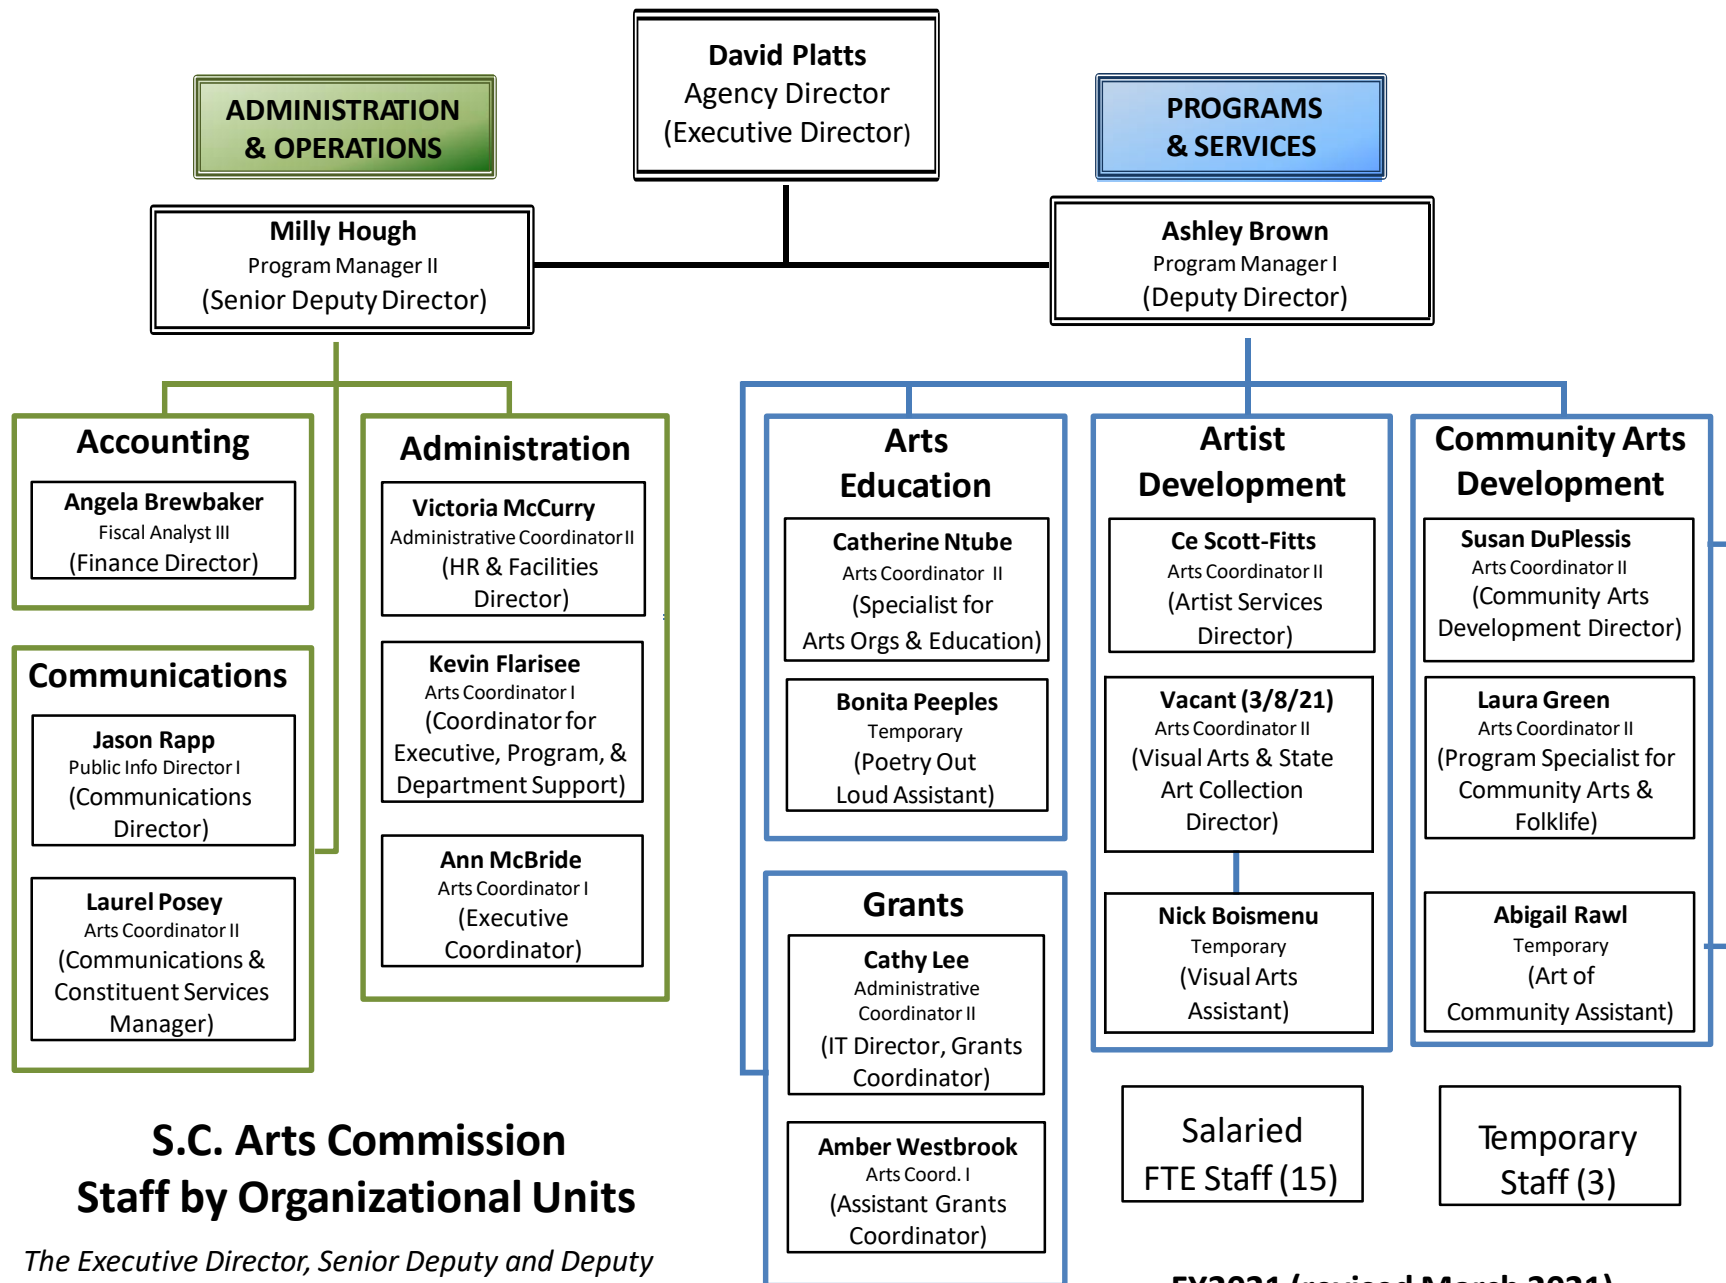 David Platts
Agency Director
(Executive Director)
ADMINISTRATION
& OPERATIONS
PROGRAMS
& SERVICES
Milly Hough
Program Manager II
(Senior Deputy Director)
Ashley Brown
Program Manager I
(Deputy Director)
Accounting
Angela Brewbaker
Fiscal Analyst III
(Finance Director)
Communications
Jason Rapp
Public Info Director I
(Communications
Director)
Laurel Posey
Arts Coordinator II
(Communications &
Constituent Services
Manager)
Administration
Victoria McCurry
Administrative Coordinator II
(HR & Facilities
Director)
Kevin Flarisee
Arts Coordinator I
(Coordinator for
Executive, Program, &
Department Support)
Ann McBride
Arts Coordinator I
(Executive
Coordinator)
Arts
Education
Catherine Ntube
Arts Coordinator II
(Specialist for
Arts Orgs & Education)
Bonita Peeples
Temporary
(Poetry Out
Loud Assistant)
Grants
Cathy Lee
Administrative
Coordinator II
(IT Director, Grants
Coordinator)
Amber Westbrook
Arts Coord. I
(Assistant Grants
Coordinator)
Artist
Development
Ce Scott-Fitts
Arts Coordinator II
(Artist Services
Director)
Vacant (3/8/21)
Arts Coordinator II
(Visual Arts & State
Art Collection
Director)
Nick Boismenu
Temporary
(Visual Arts
Assistant)
Community Arts
Development
Susan DuPlessis
Arts Coordinator II
(Community Arts
Development Director)
Laura Green
Arts Coordinator II
(Program Specialist for
Community Arts &
Folklife)
Abigail Rawl
Temporary
(Art of
Community Assistant)
Salaried
FTE Staff (15)
Temporary
Staff (3)
S.C. Arts Commission
Staff by Organizational Units
The Executive Director, Senior Deputy and Deputy
FY2021 (revised March 2021)